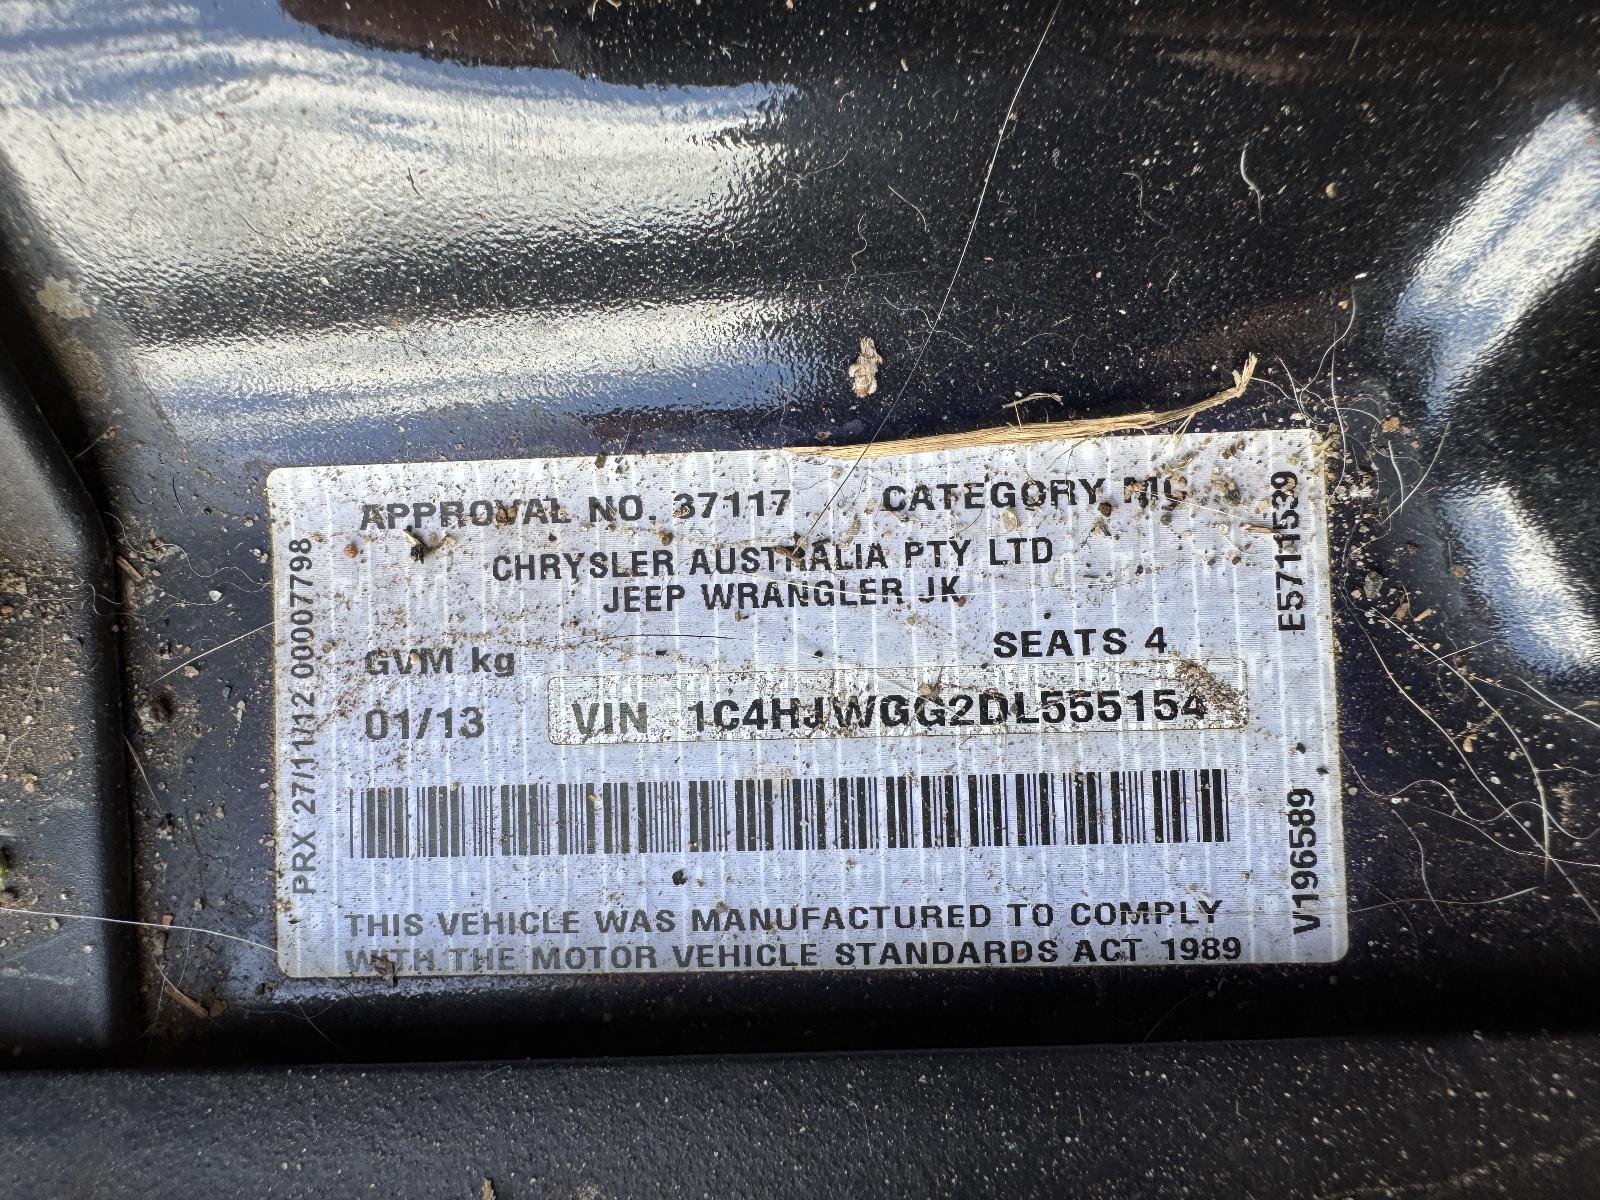 APPROVAL NO. 37117 CATEGORY MC
CHRYSLER AUSTRALIA PTY LTD
JEEP WRANGLER JK
SEATS 4
GVM kg
01/13
VIN 1C4HJWGG2DL555154
THIS VEHICLE WAS MANUFACTURED TO COMPLY
WITH THE MOTOR VEHICLE STANDARDS ACT 1989
PRX 27/11/12 00007798
E5711539
V196589